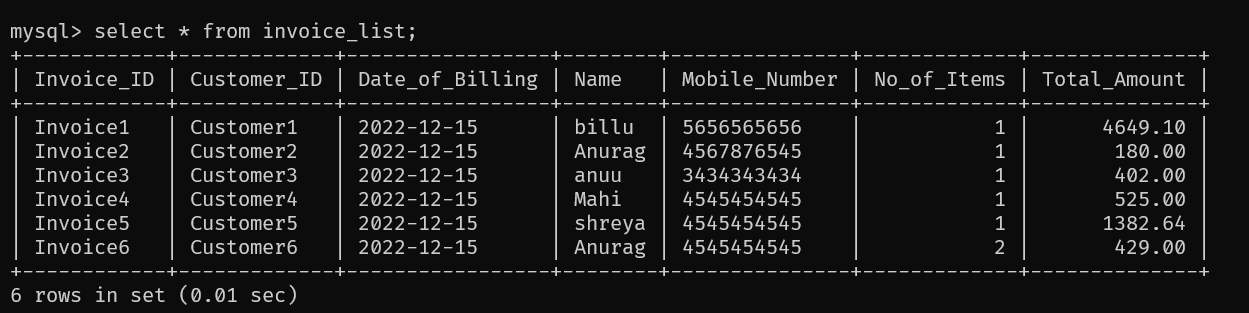 mysql> select * from invoice_list;
+------------+-------------+-----------------+--------+---------------+-------------+--------------+
| Invoice_ID | Customer_ID | Date_of_Billing | Name   | Mobile_Number | No_of_Items | Total_Amount |
+------------+-------------+-----------------+--------+---------------+-------------+--------------+
| Invoice1   | Customer1   | 2022-12-15      | billu  | 5656565656    |           1 |      4649.10 |
| Invoice2   | Customer2   | 2022-12-15      | Anurag | 4567876545    |           1 |       180.00 |
| Invoice3   | Customer3   | 2022-12-15      | anuu   | 3434343434    |           1 |       402.00 |
| Invoice4   | Customer4   | 2022-12-15      | Mahi   | 4545454545    |           1 |       525.00 |
| Invoice5   | Customer5   | 2022-12-15      | shreya | 4545454545    |           1 |      1382.64 |
| Invoice6   | Customer6   | 2022-12-15      | Anurag | 4545454545    |           2 |       429.00 |
+------------+-------------+-----------------+--------+---------------+-------------+--------------+
6 rows in set (0.01 sec)